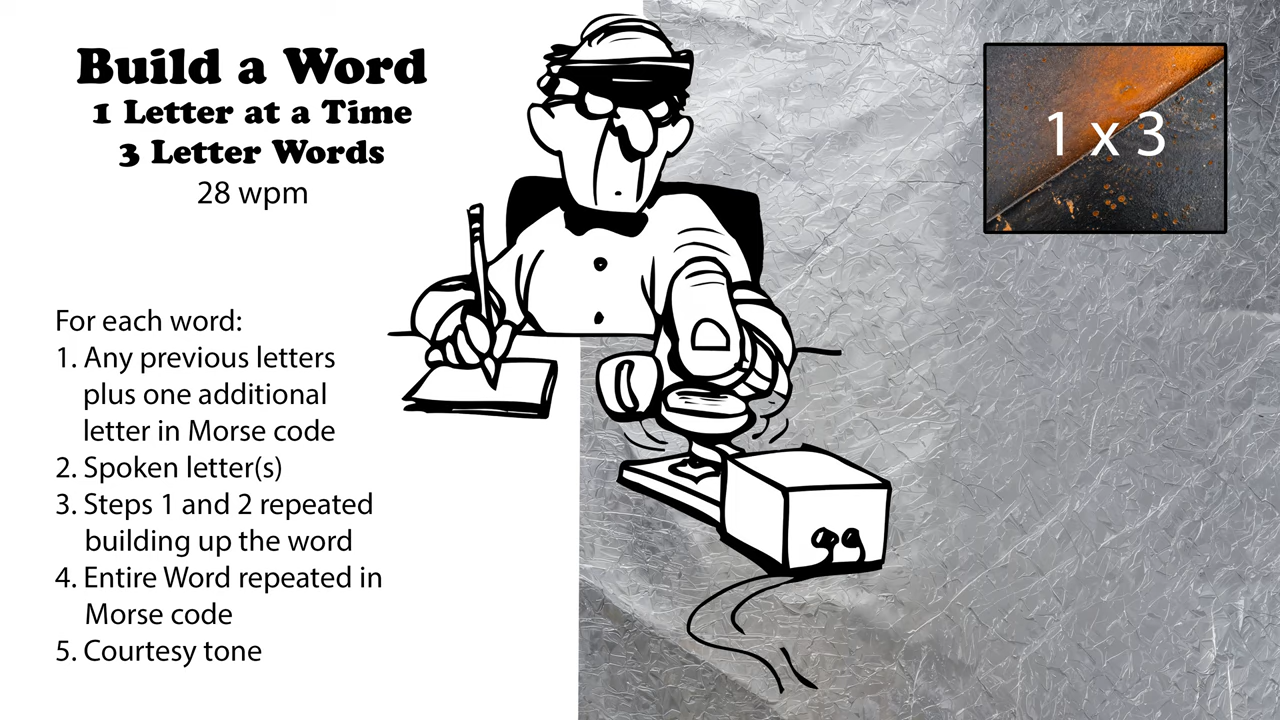 Build a Word
1 Letter at a Time
3 Letter Words
28 wpm
1 x 3
For each word:
1. Any previous letters
plus one additional
letter in Morse code
2. Spoken letter(s)
3. Steps 1 and 2 repeated
building up the word
4. Entire Word repeated in
Morse code
5. Courtesy tone